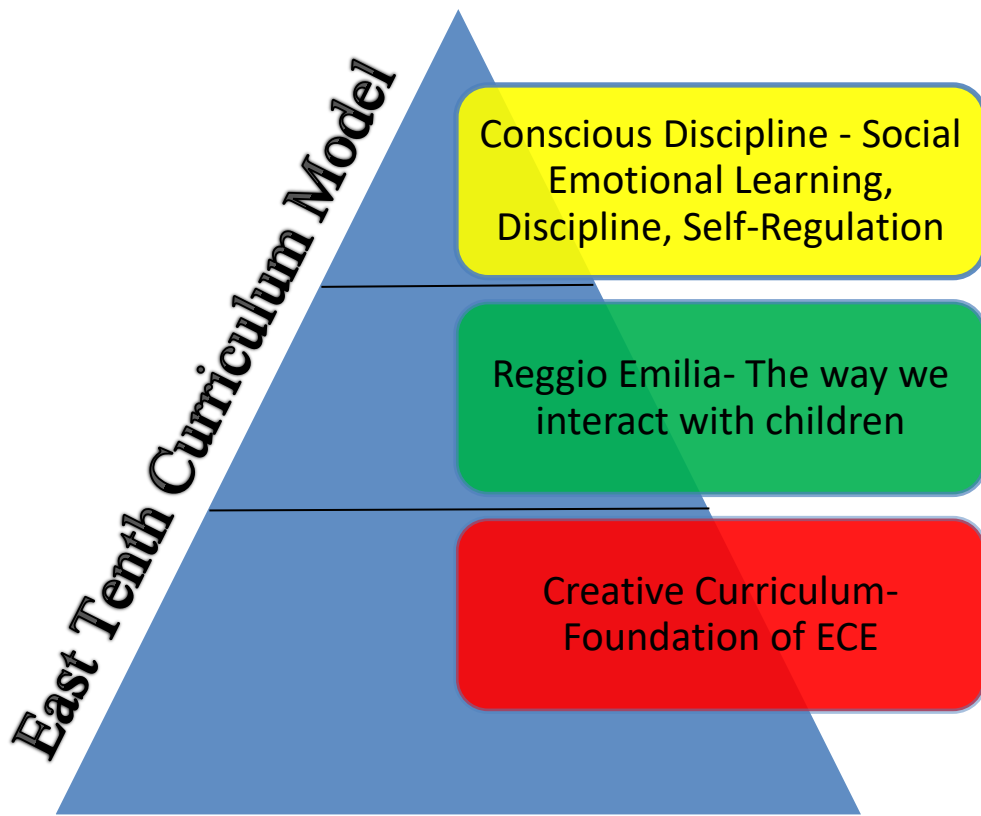 East Tenth Curriculum Model
Conscious Discipline - Social
Emotional Learning,
Discipline, Self-Regulation
Reggio Emilia- The way we
interact with children
Creative Curriculum-
Foundation of ECE